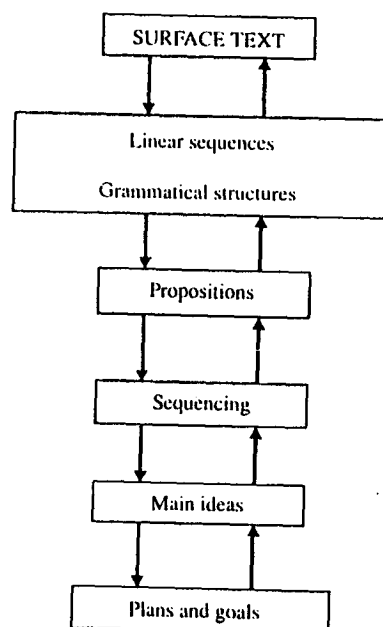 SURFACE TEXT
Linear sequences
Grammatical structures
Propositions
Sequencing
Main ideas
Plans and goals